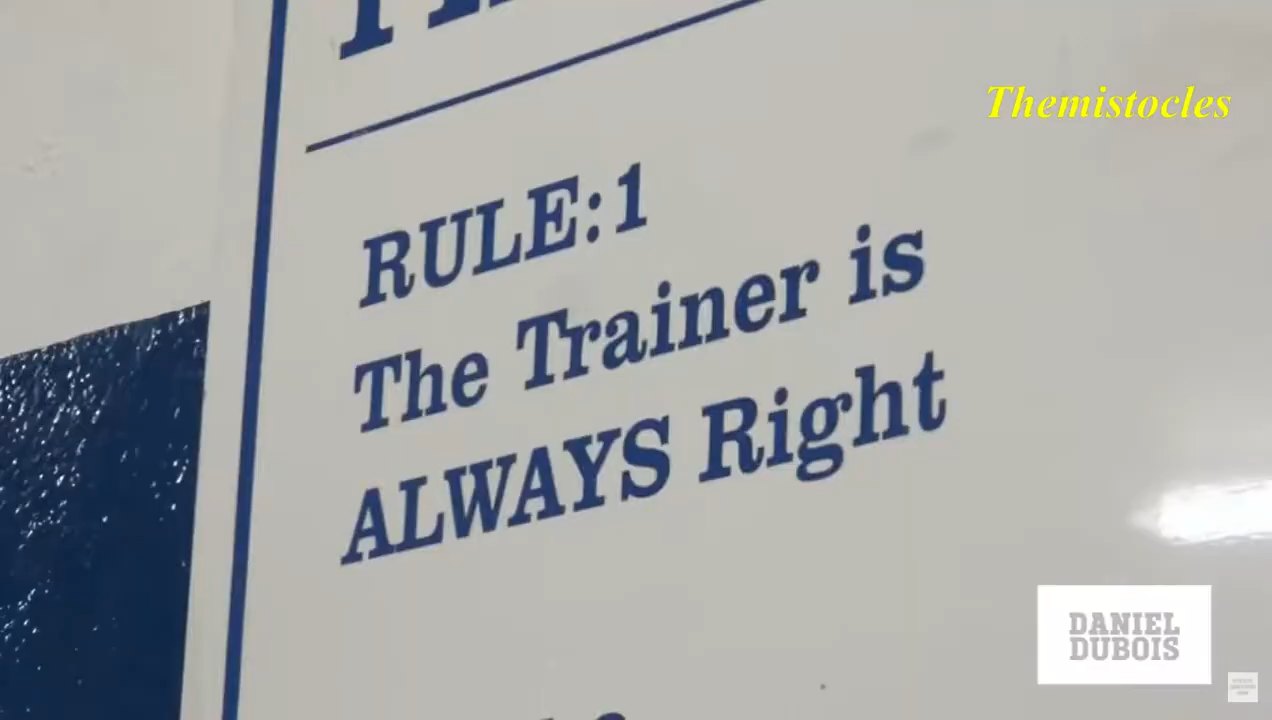 Themistocles
RULE:1
The Trainer is
ALWAYS Right
DANIEL
DUBOIS